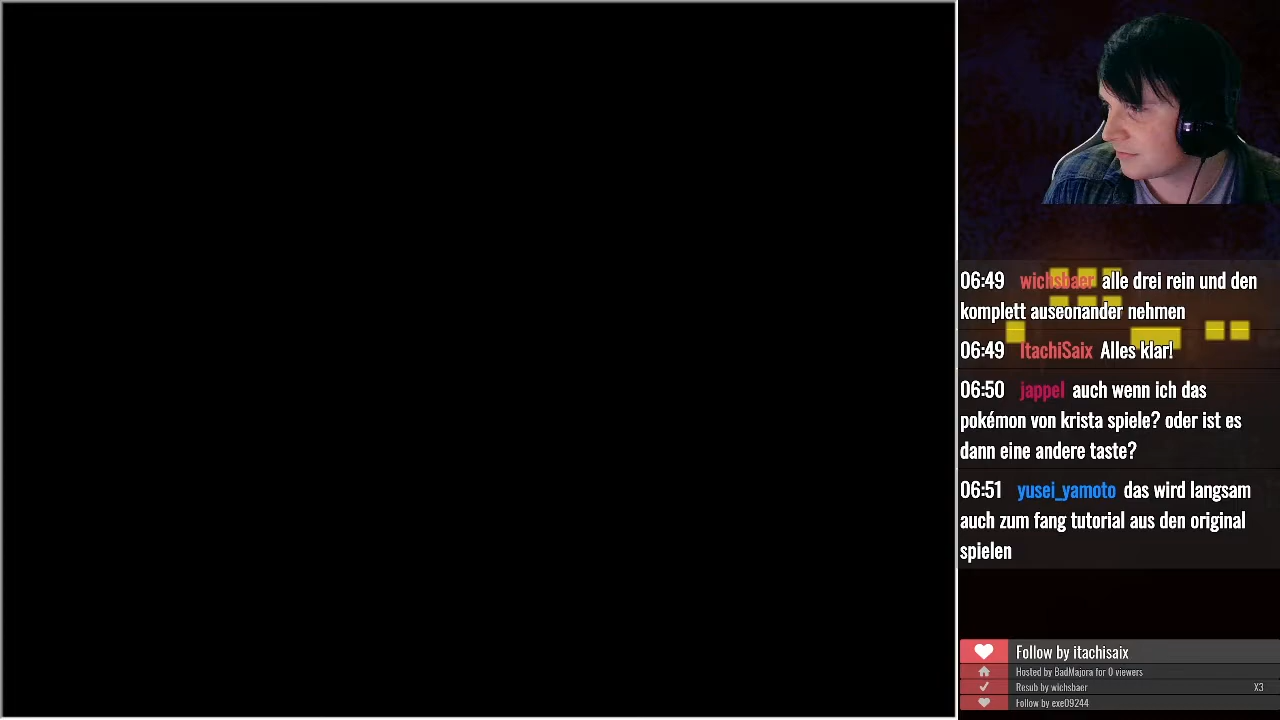 06:49 wichsbaer alle drei rein und den
komplett auseonander nehmen
06:49 ItachiSaix Alles klar!
06:50 jappel auch wenn ich das
pokémon von krista spiele? oder ist es
dann eine andere taste?
06:51 yusei_yamoto das wird langsam
auch zum fang tutorial aus den original
spielen
Follow by itachisaix
Hosted by BadMajora for 0 viewers
Resub by wichsbaer X3
Follow by exe09244